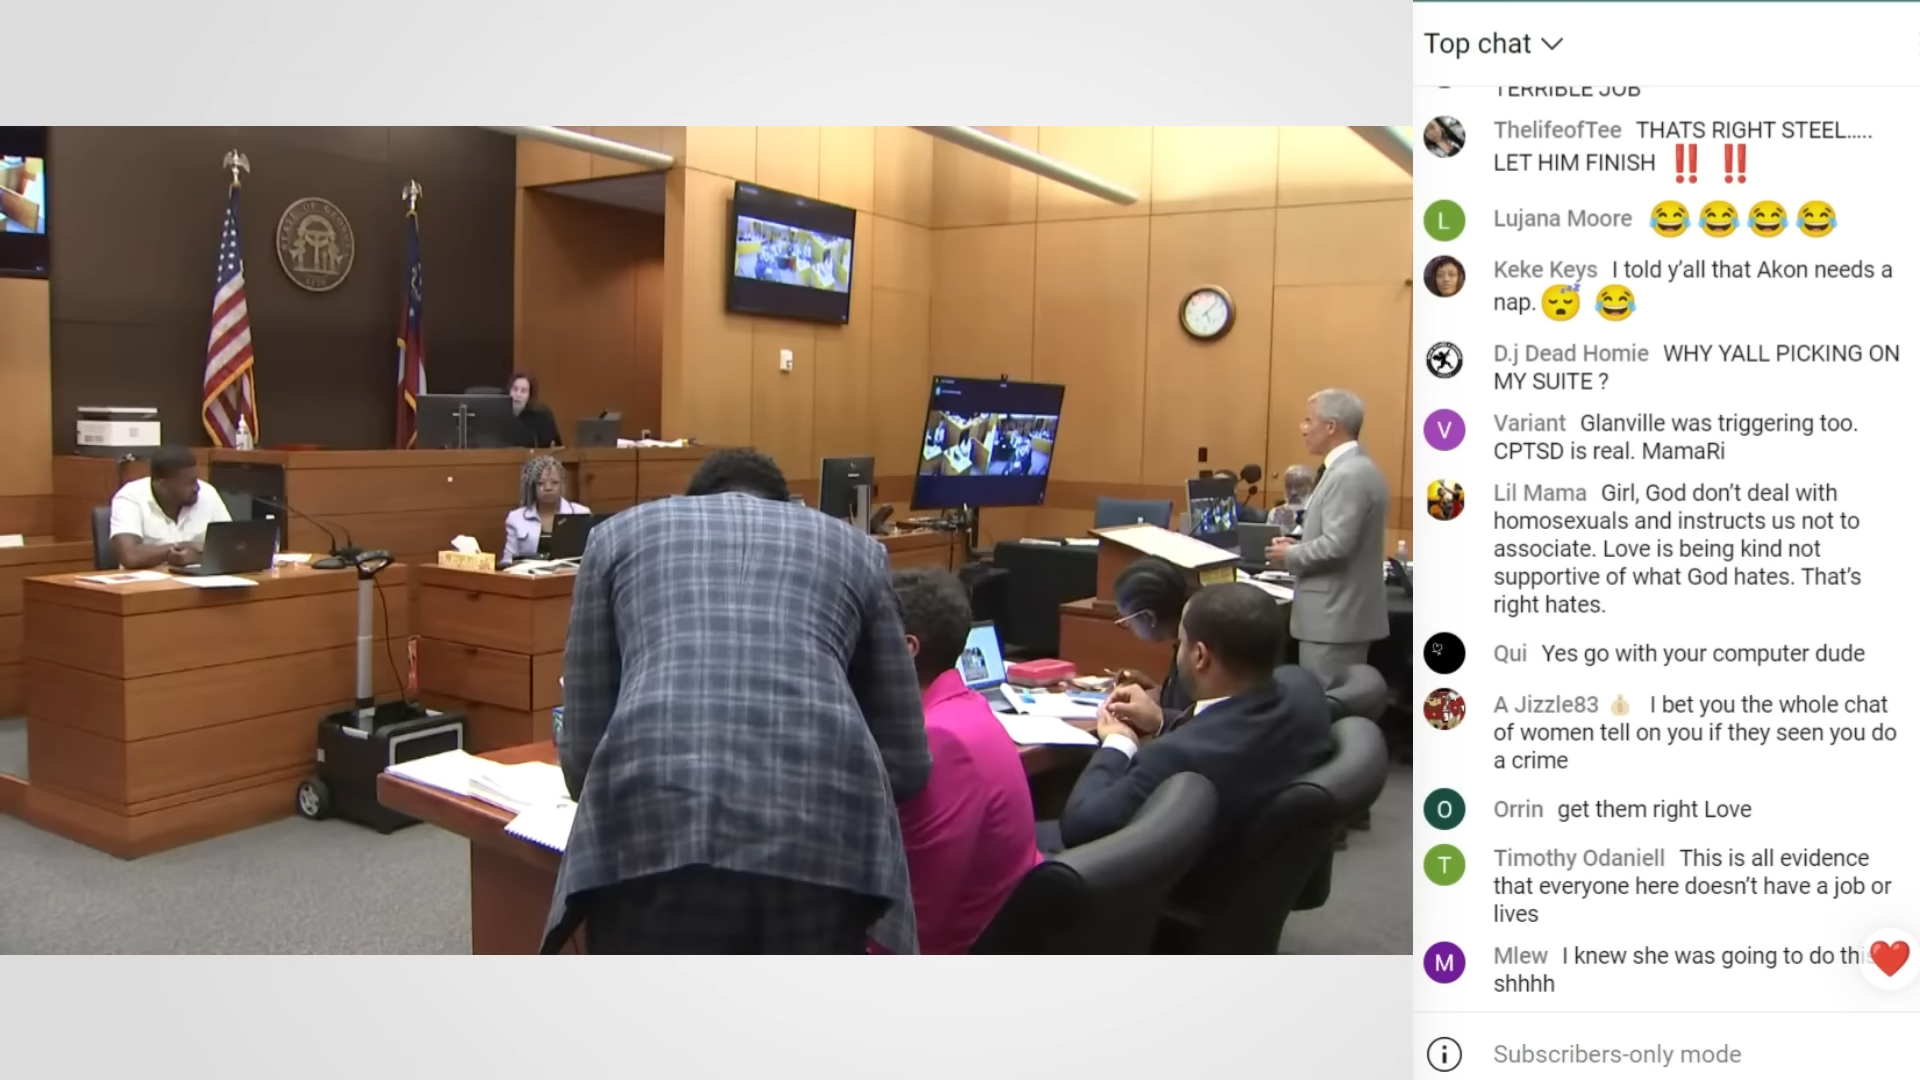 Top chat
TERRIBLE JOB
ThelifeofTee THATS RIGHT STEEL.....
LET HIM FINISH ‼️ ‼️
L
Lujana Moore 😂😂😂😂
Keke Keys I told y'all that Akon needs a
nap.😴 😂
D.j Dead Homie WHY YALL PICKING ON
MY SUITE ?
V
Variant Glanville was triggering too.
CPTSD is real. MamaRi
Lil Mama Girl, God don't deal with
homosexuals and instructs us not to
associate. Love is being kind not
supportive of what God hates. That's
right hates.
Qui Yes go with your computer dude
A Jizzle83 💰 I bet you the whole chat
of women tell on you if they seen you do
a crime
O
Orrin get them right Love
T
Timothy Odaniell This is all evidence
that everyone here doesn't have a job or
lives
M
Mlew I knew she was going to do this
shhhh
Subscribers-only mode
STATE OF GEORGIA